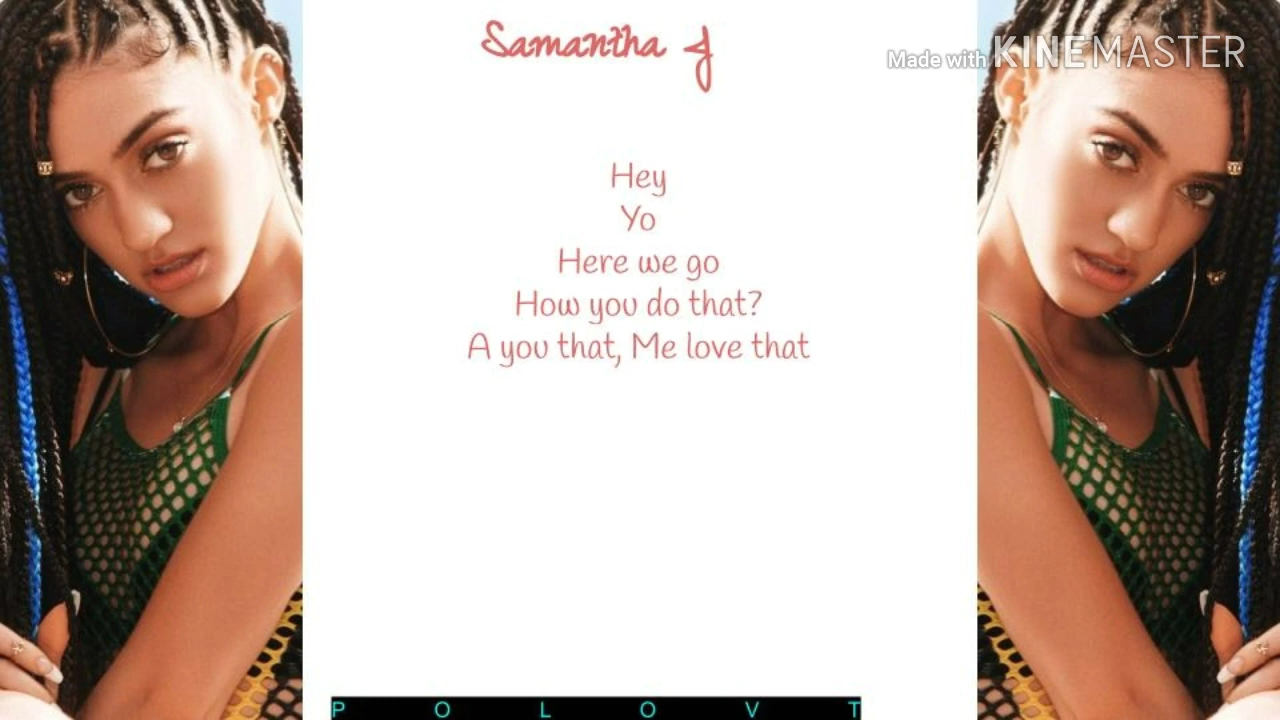 Samantha J
Made with KINEMASTER
Hey
Yo
Here we go
How you do that?
A you that, Me love that
P O L O V T